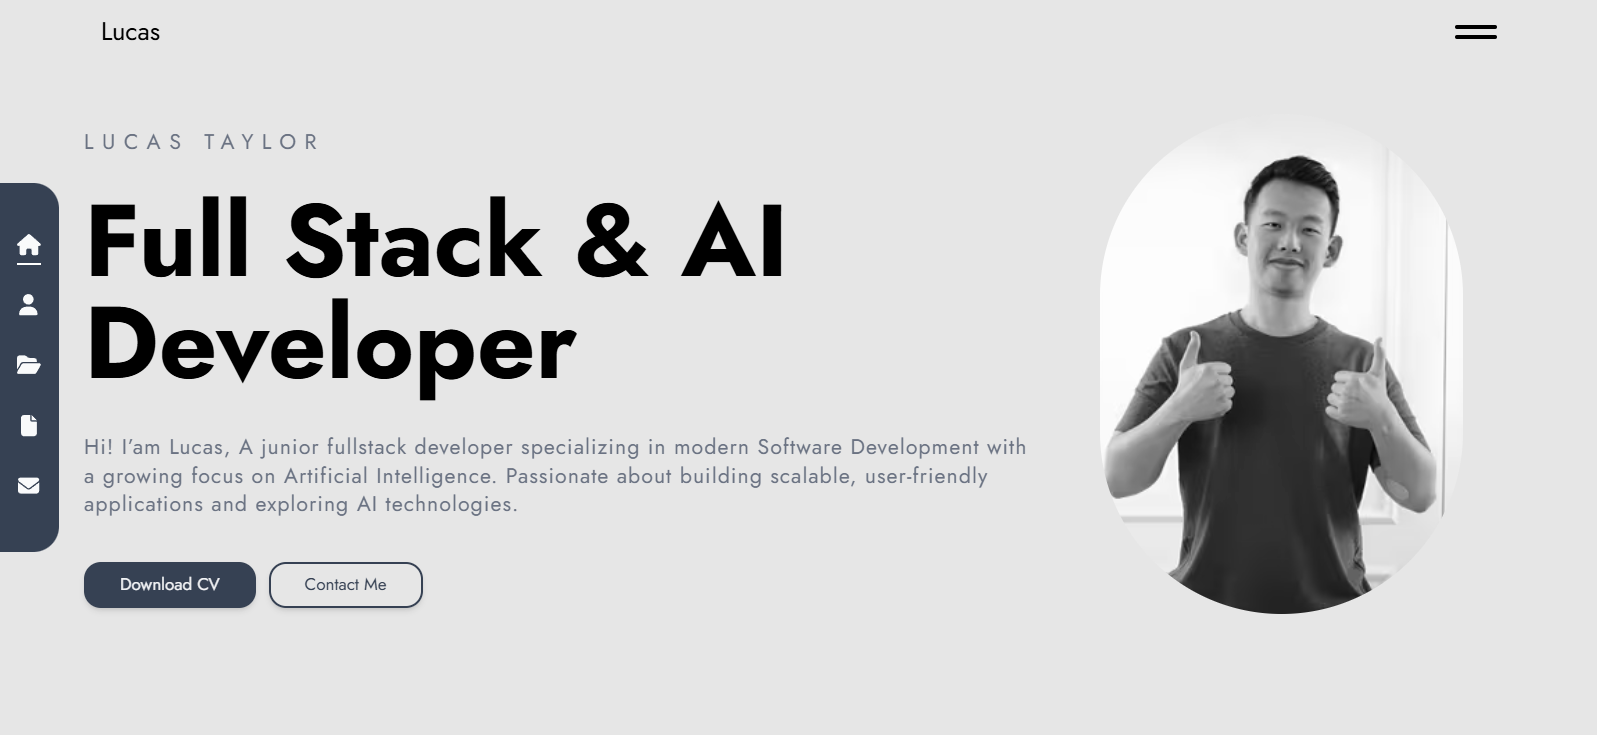 Lucas
LUCAS TAYLOR
Full Stack & AI
Developer
Hi! I'am Lucas, A junior fullstack developer specializing in modern Software Development with
a growing focus on Artificial Intelligence. Passionate about building scalable, user-friendly
applications and exploring AI technologies.
Download CV
Contact Me